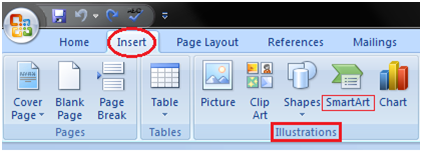 Home Insert Page Layout References Mailings
Cover Page Blank Page Page Break Table Picture Clip Art Shapes SmartArt Chart
Pages Tables Illustrations